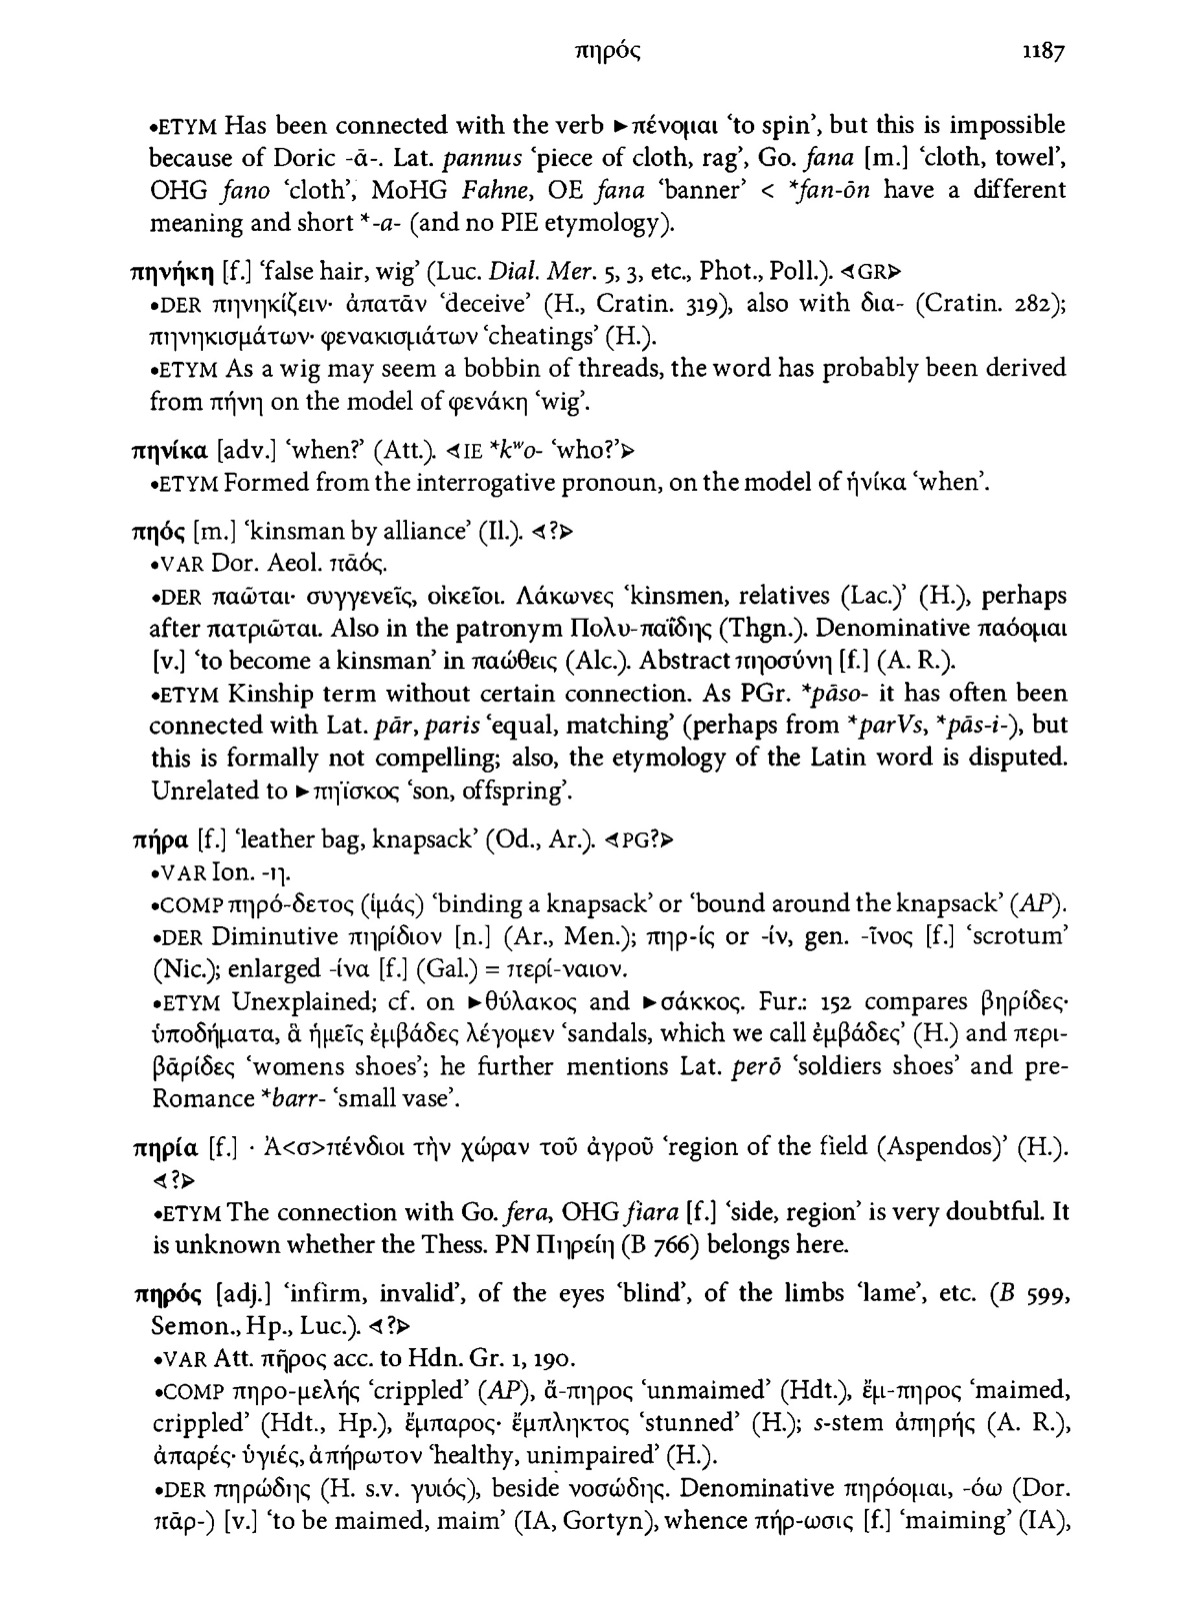 πηρός 1187
•ETYM Has been connected with the verb ►πένομαι ‘to spin’, but this is impossible
because of Doric -ᾱ-. Lat. pannus ‘piece of cloth, rag’, Go. fana [m.] ‘cloth, towel’,
OHG fano ‘cloth’, MoHG Fahne, OE fana ‘banner’ < *fan-ōn have a different
meaning and short *-a- (and no PIE etymology).
πηνήκη [f.] ‘false hair, wig’ (Luc. Dial. Mer. 5, 3, etc., Phot., Poll.). ⊲GR⊳
•DER πηνηκίζειν· ἀπατᾶν ‘deceive’ (H., Cratin. 319), also with δια- (Cratin. 282);
πηνηκισμάτων· φενακισμάτων ‘cheatings’ (H.).
•ETYM As a wig may seem a bobbin of threads, the word has probably been derived
from πήνη on the model of φενάκη ‘wig’.
πηνίκα [adv.] ‘when?’ (Att.). ⊲IE *kʷo- ‘who?’⊳
•ETYM Formed from the interrogative pronoun, on the model of ἡνίκα ‘when’.
πηός [m.] ‘kinsman by alliance’ (Il.). ⊲?⊳
•VAR Dor. Aeol. πᾱός.
•DER παῶται· συγγενεῖς, οἰκεῖοι. Λάκωνες ‘kinsmen, relatives (Lac.)’ (H.), perhaps
after πατριῶται. Also in the patronym Πολυ-παΐδης (Thgn.). Denominative παόομαι
[v.] ‘to become a kinsman’ in παώθεις (Alc.). Abstract πηοσύνη [f.] (A. R.).
•ETYM Kinship term without certain connection. As PGr. *pāso- it has often been
connected with Lat. pār, paris ‘equal, matching’ (perhaps from *parVs, *pās-i-), but
this is formally not compelling; also, the etymology of the Latin word is disputed.
Unrelated to ►πηΐσκος ‘son, offspring’.
πήρα [f.] ‘leather bag, knapsack’ (Od., Ar.). ⊲PG?⊳
•VAR Ion. -η.
•COMP πηρό-δετος (ἱμάς) ‘binding a knapsack’ or ‘bound around the knapsack’ (AP).
•DER Diminutive πηρίδιον [n.] (Ar., Men.); πηρ-ίς or -ίν, gen. -ῖνος [f.] ‘scrotum’
(Nic.); enlarged -ίνα [f.] (Gal.) = περί-ναιον.
•ETYM Unexplained; cf. on ►θύλακος and ►σάκκος. Fur.: 152 compares βηρίδες·
ὑποδήματα, ἃ ἡμεῖς ἐμβάδες λέγομεν ‘sandals, which we call ἐμβάδες’ (H.) and περι-
βᾱρίδες ‘womens shoes’; he further mentions Lat. perō ‘soldiers shoes’ and pre-
Romance *barr- ‘small vase’.
πηρία [f.] · Ἀ<σ>πένδιοι τὴν χώραν τοῦ ἀγροῦ ‘region of the field (Aspendos)’ (H.).
⊲?⊳
•ETYM The connection with Go. fera, OHG fiara [f.] ‘side, region’ is very doubtful. It
is unknown whether the Thess. PN Πηρείη (B 766) belongs here.
πηρός [adj.] ‘infirm, invalid’, of the eyes ‘blind’, of the limbs ‘lame’, etc. (B 599,
Semon., Hp., Luc.). ⊲?⊳
•VAR Att. πῆρος acc. to Hdn. Gr. 1, 190.
•COMP πηρο-μελής ‘crippled’ (AP), ἄ-πηρος ‘unmaimed’ (Hdt.), ἔμ-πηρος ‘maimed,
crippled’ (Hdt., Hp.), ἔμπαρος· ἔμπληκτος ‘stunned’ (H.); s-stem ἀπηρής (A. R.),
ἀπαρές· ὑγιές, ἀπήρωτον ‘healthy, unimpaired’ (H.).
•DER πηρώδης (H. s.v. γυιός), beside νοσώδης. Denominative πηρόομαι, -όω (Dor.
πᾱρ-) [v.] ‘to be maimed, maim’ (IA, Gortyn), whence πήρ-ωσις [f.] ‘maiming’ (IA),